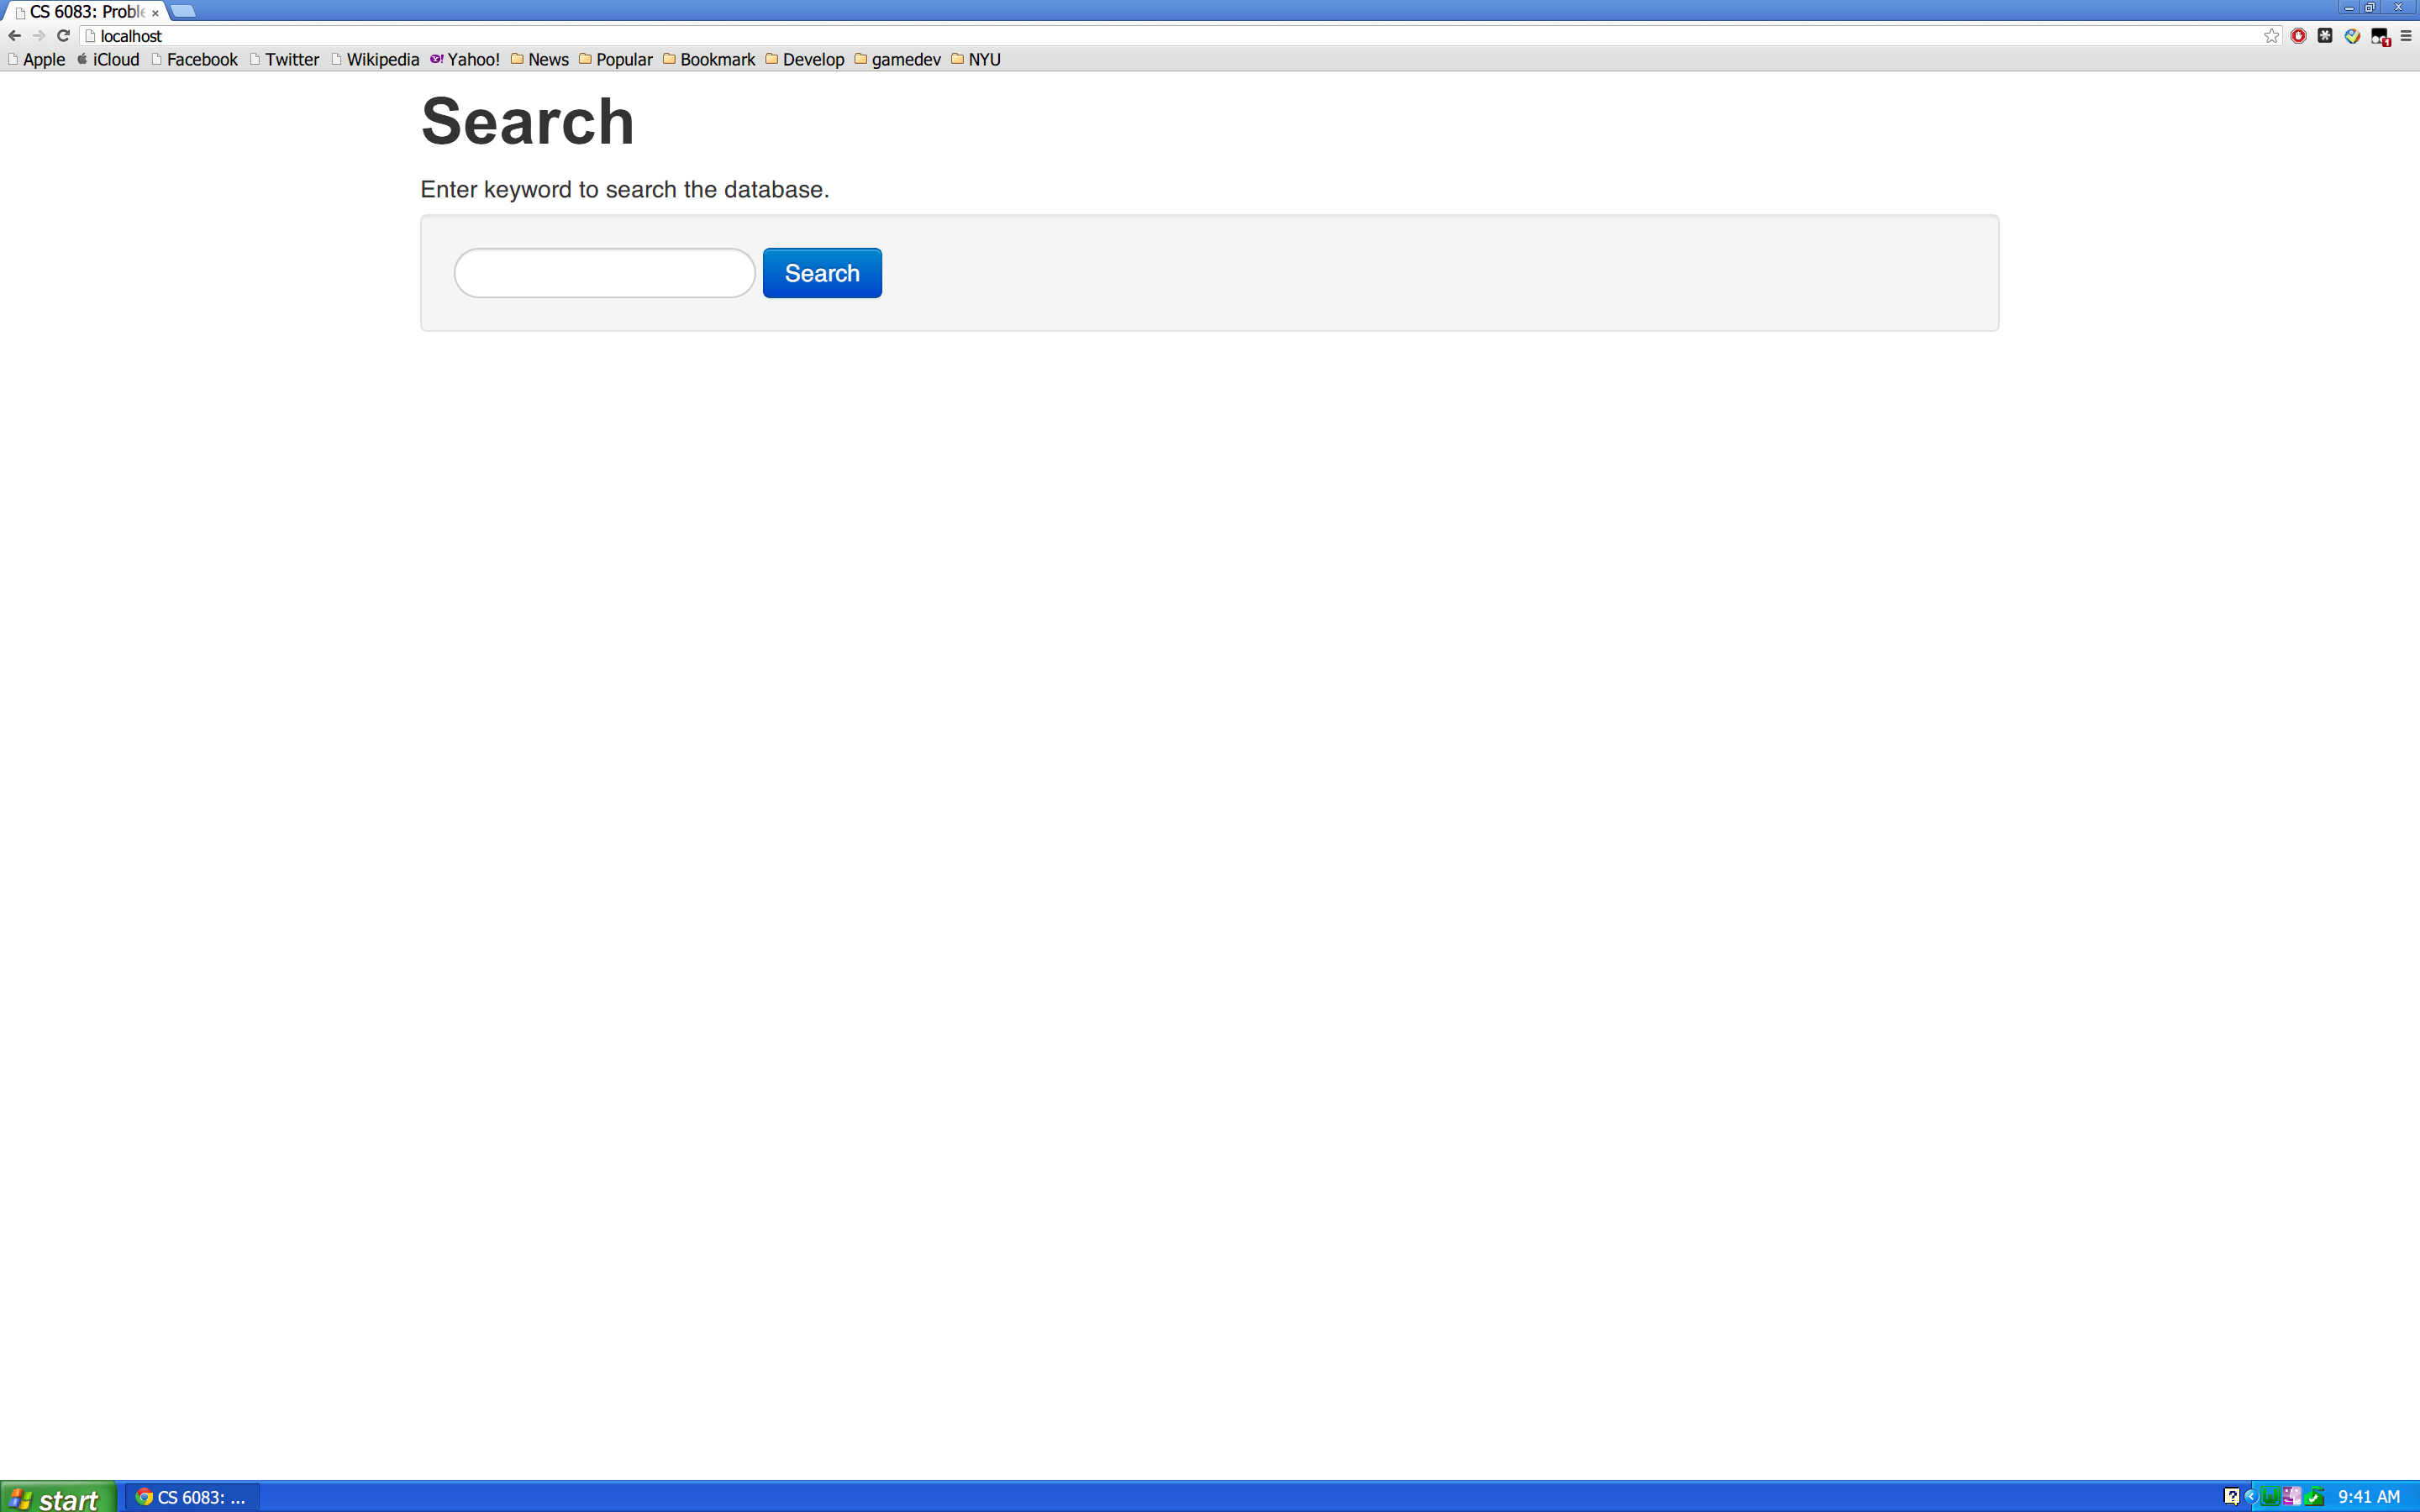 CS 6083: Proble
localhost
Apple iCloud Facebook Twitter Wikipedia Yahoo! News Popular Bookmark Develop gamedev NYU
Search
Enter keyword to search the database.
Search
start CS 6083: ... 9:41 AM